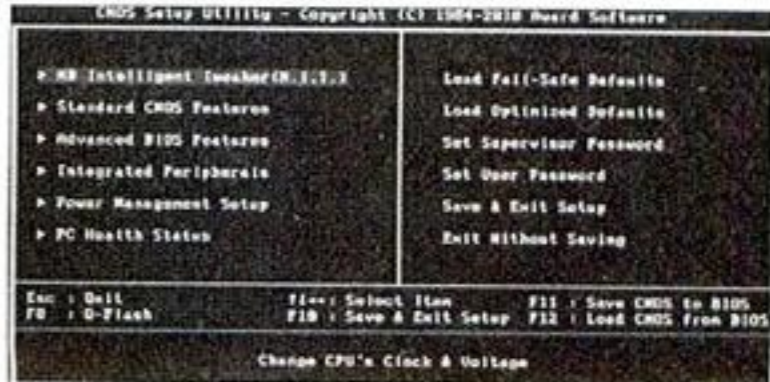 CMOS Setup Utility - Copyright (C) 1984-2010 Award Software
▶ MB Intelligent Tweaker(M.I.T.)
▶ Standard CMOS Features
▶ Advanced BIOS Features
▶ Integrated Peripherals
▶ Power Management Setup
▶ PC Health Status
Load Fail-Safe Defaults
Load Optimized Defaults
Set Supervisor Password
Set User Password
Save & Exit Setup
Exit Without Saving
Esc : Quit
↑↓→←: Select Item
F11 : Save CMOS to BIOS
F8 : Q-Flash
F10 : Save & Exit Setup
F12 : Load CMOS from BIOS
Change CPU's Clock & Voltage